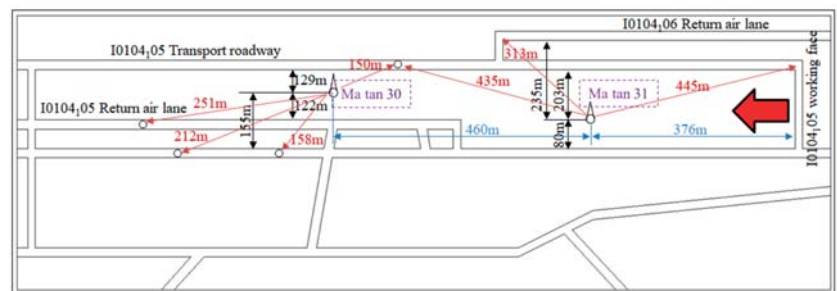 I0104₁06 Return air lane
I0104₁05 Transport roadway
313m
150m
129m
435m
235m
203m
445m
Ma tan 30
Ma tan 31
251m
I0104₁05 Return air lane
122m
155m
212m
158m
460m
80m
376m
I0104₁05 working face